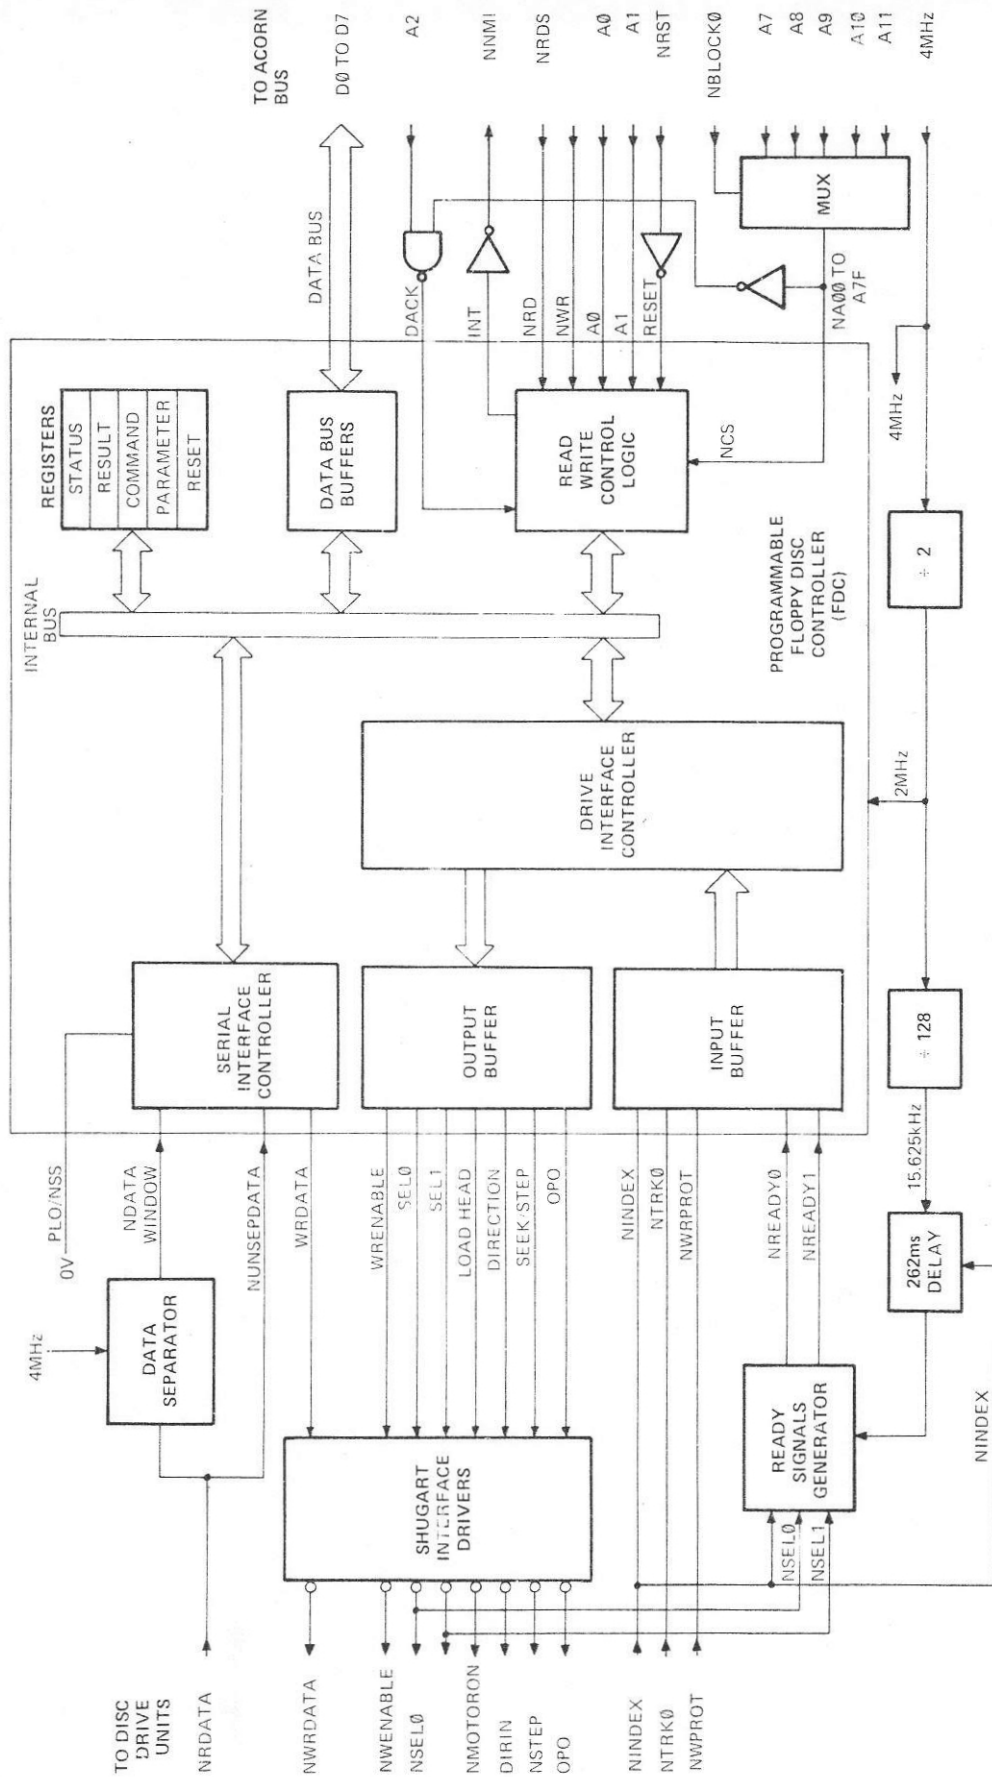 TO DISC
DRIVE
UNITS
NRDATA
NWRDATA
NWENABLE
NSEL0
NMOTORON
DIRIN
NSTEP
OPO
NINDEX
NTRK0
NWPROT
4MHz
DATA
SEPARATOR
SHUGART
INTERFACE
DRIVERS
NSEL0
NSEL1
READY
SIGNALS
GENERATOR
NINDEX
262ms
DELAY
0V
PLO/NSS
NDATA
WINDOW
NUNSEPDATA
WRDATA
WRENABLE
SEL0
SEL1
LOAD HEAD
DIRECTION
SEEK/STEP
OPO
NINDEX
NTRK0
NWRPROT
NREADY0
NREADY1
15.625kHz
SERIAL
INTERFACE
CONTROLLER
OUTPUT
BUFFER
INPUT
BUFFER
÷ 128
DRIVE
INTERFACE
CONTROLLER
2MHz
INTERNAL
BUS
PROGRAMMABLE
FLOPPY DISC
CONTROLLER
(FDC)
÷ 2
REGISTERS
STATUS
RESULT
COMMAND
PARAMETER
RESET
DATA BUS
BUFFERS
READ
WRITE
CONTROL
LOGIC
NCS
4MHz
DATA BUS
DACK
INT
NRD
NWR
A0
A1
RESET
NA00 TO
A7F
MUX
TO ACORN
BUS
D0 TO D7
A2
NNMI
NRDS
A0
A1
NRST
NBLOCK0
A7
A8
A9
A10
A11
4MHz